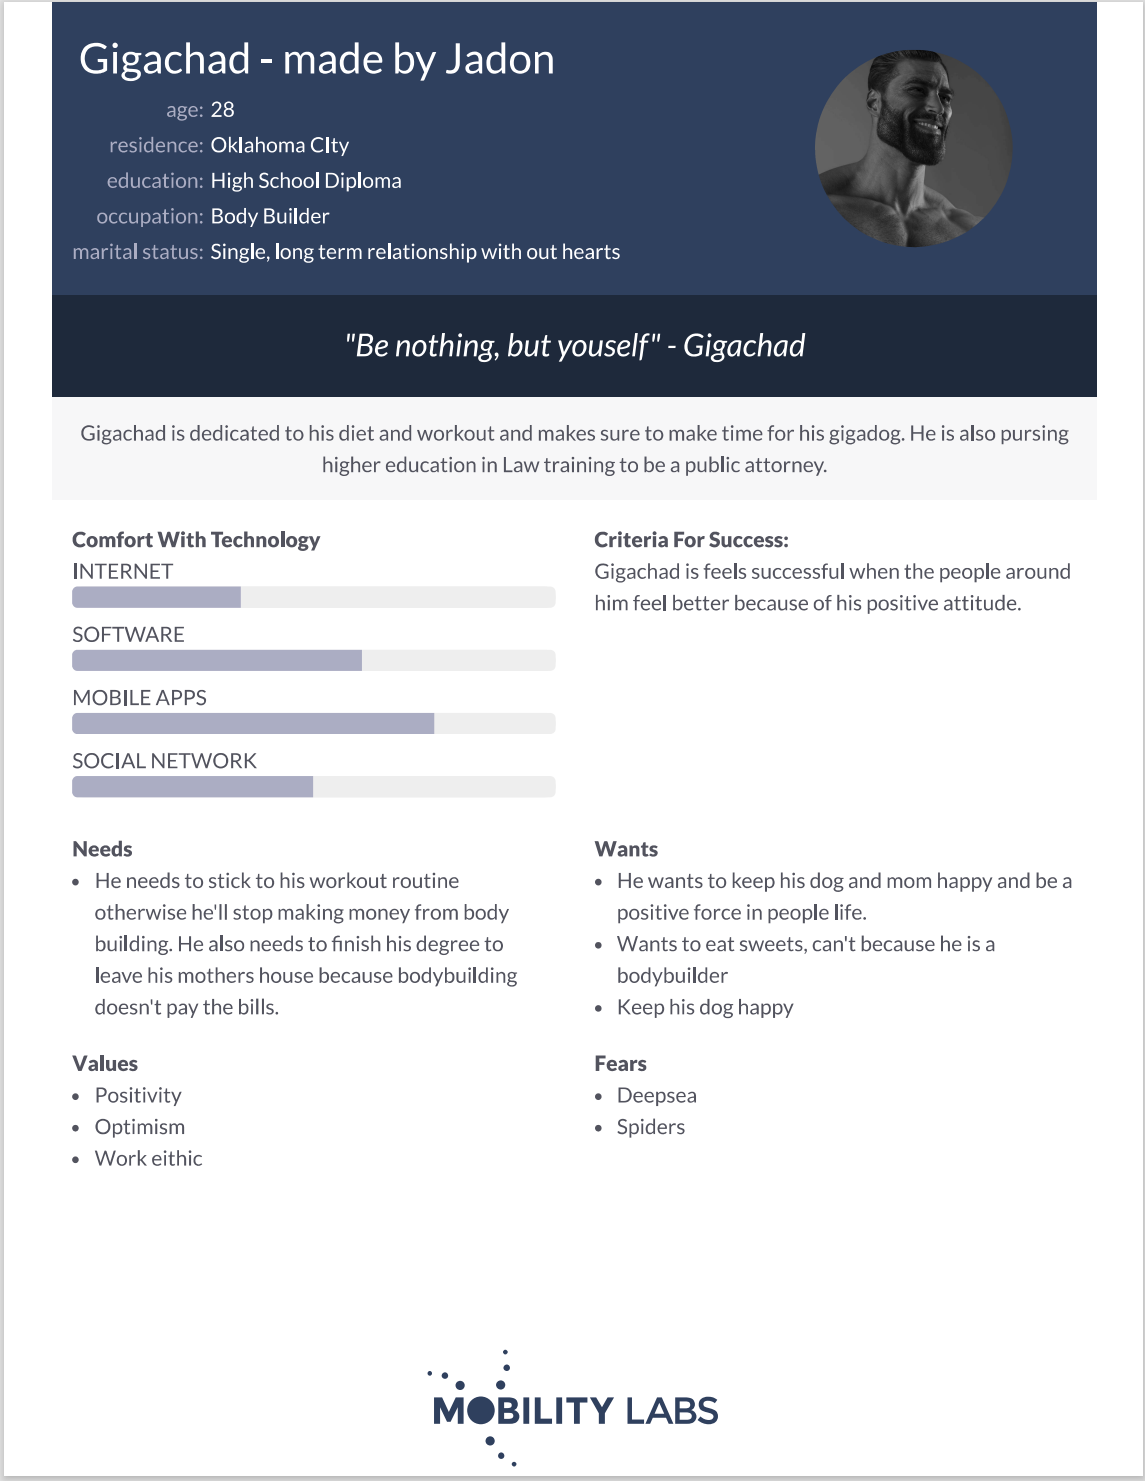 Gigachad - made by Jadon
age: 28
residence: Oklahoma CIty
education: High School Diploma
occupation: Body Builder
marital status: Single, long term relationship with out hearts
"Be nothing, but youself" - Gigachad
Gigachad is dedicated to his diet and workout and makes sure to make time for his gigadog. He is also pursing
higher education in Law training to be a public attorney.
Comfort With Technology
INTERNET
SOFTWARE
MOBILE APPS
SOCIAL NETWORK
Criteria For Success:
Gigachad is feels successful when the people around
him feel better because of his positive attitude.
Needs
• He needs to stick to his workout routine
otherwise he'll stop making money from body
building. He also needs to finish his degree to
leave his mothers house because bodybuilding
doesn't pay the bills.
Wants
• He wants to keep his dog and mom happy and be a
positive force in people life.
• Wants to eat sweets, can't because he is a
bodybuilder
• Keep his dog happy
Values
• Positivity
• Optimism
• Work eithic
Fears
• Deepsea
• Spiders
MOBILITY LABS